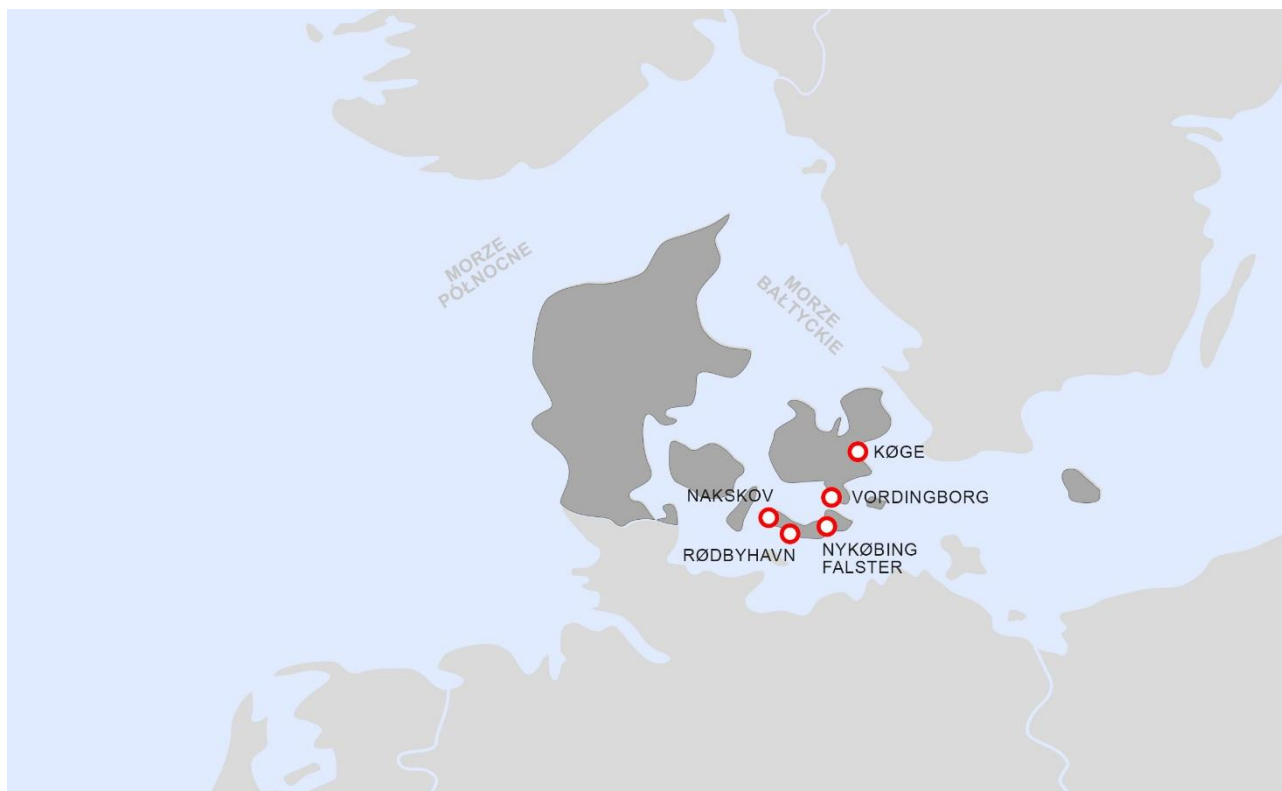 MORZE
PÓŁNOCNE
MORZE
BAŁTYCKIE
KØGE
NAKSKOV
VORDINGBORG
RØDBYHAVN
NYKØBING
FALSTER